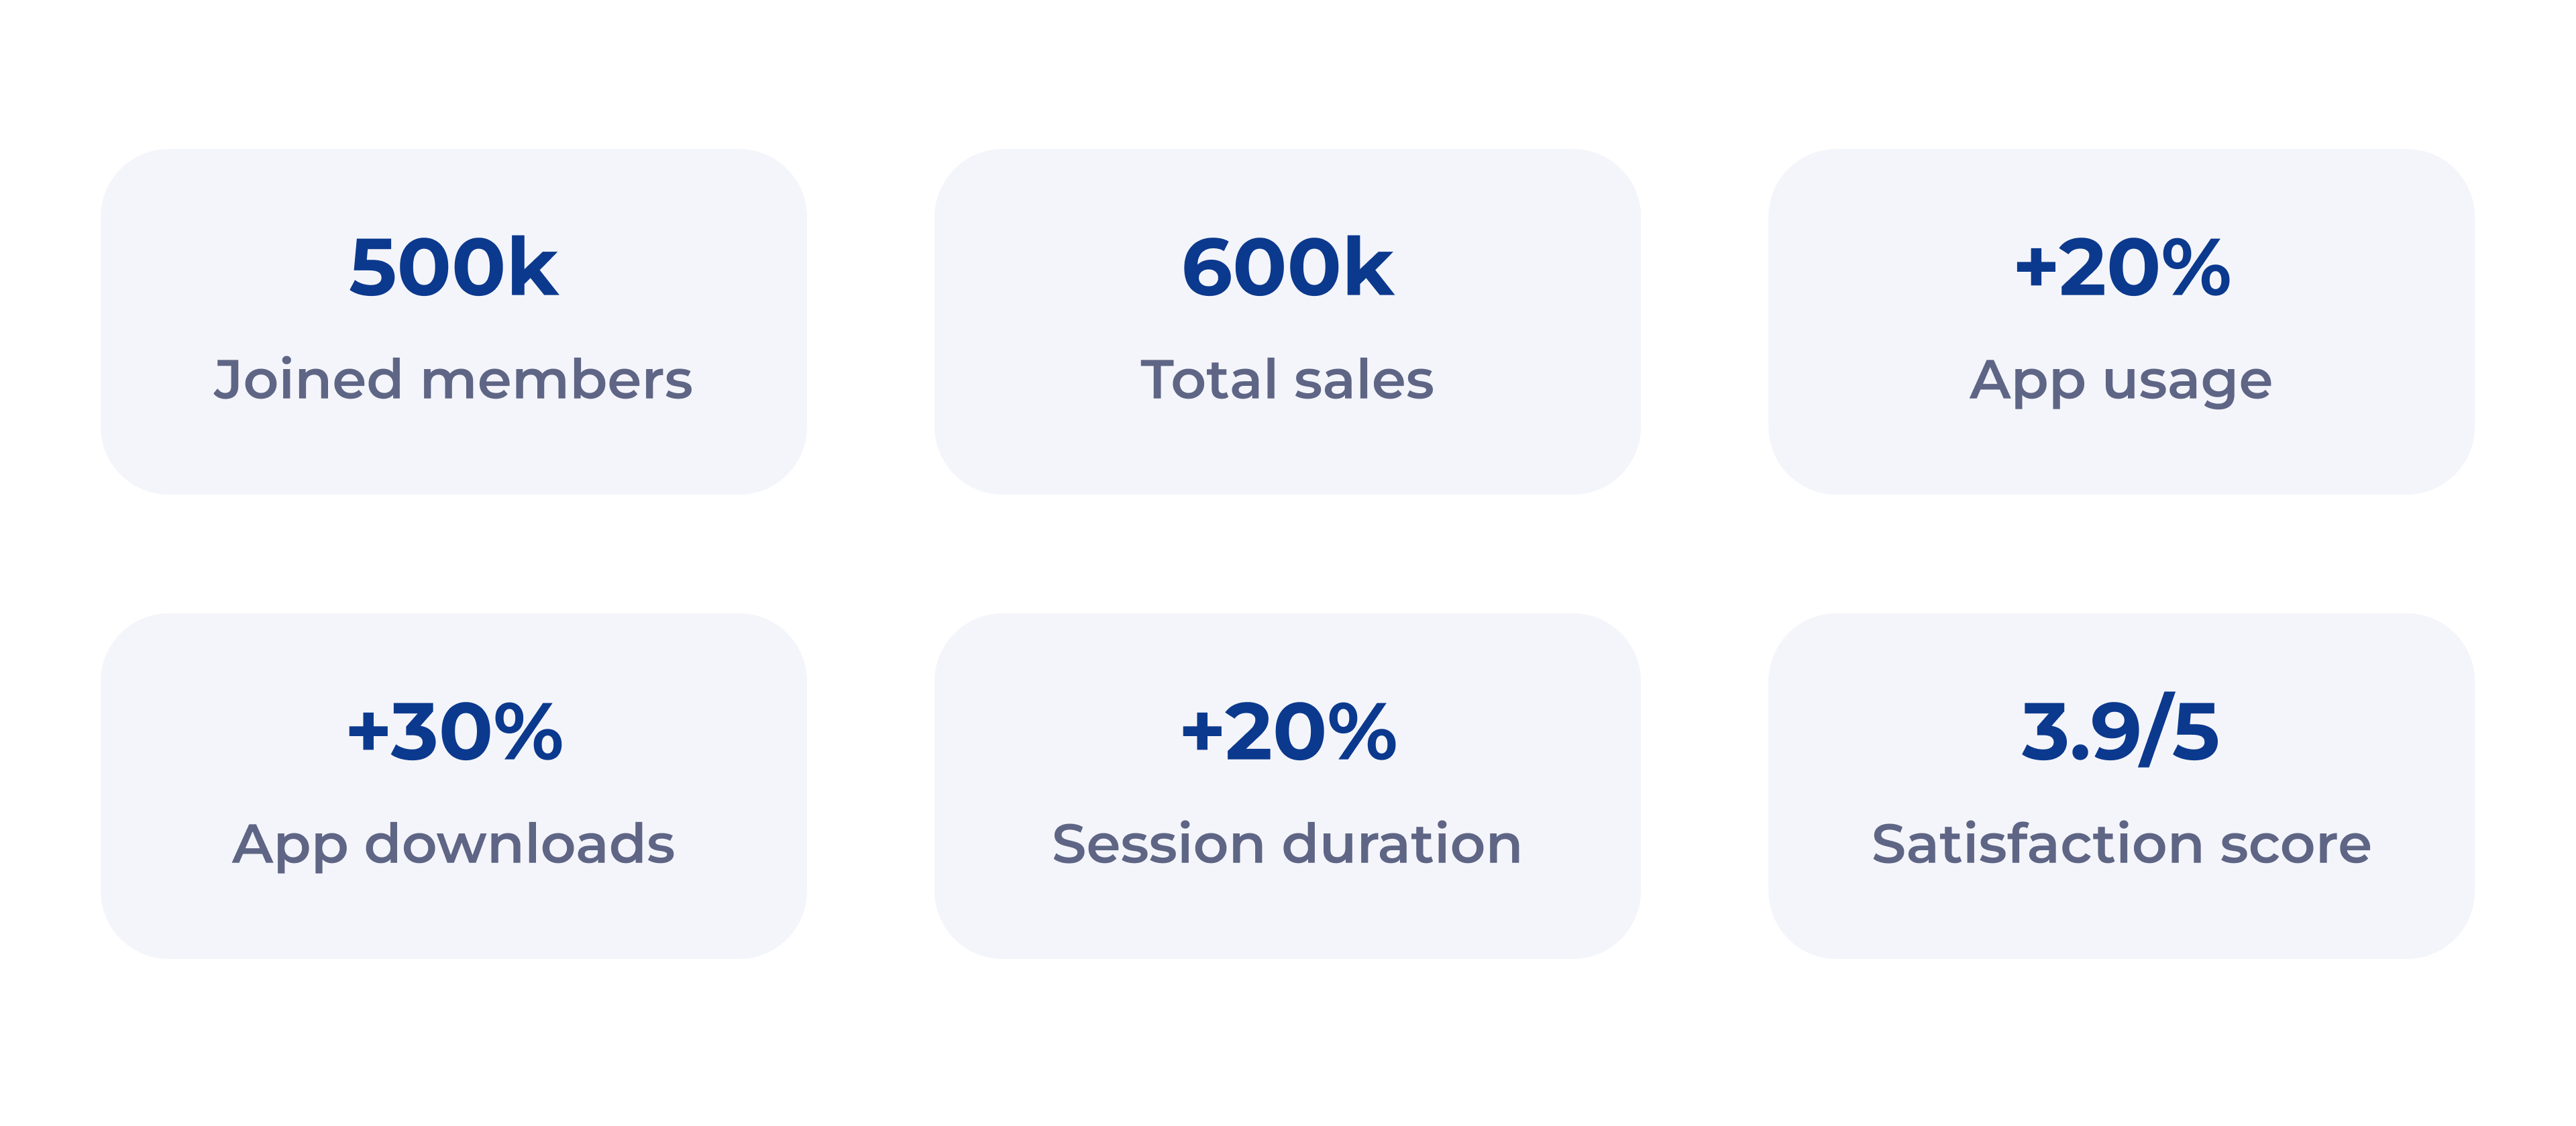 500k
Joined members
600k
Total sales
+20%
App usage
+30%
App downloads
+20%
Session duration
3.9/5
Satisfaction score